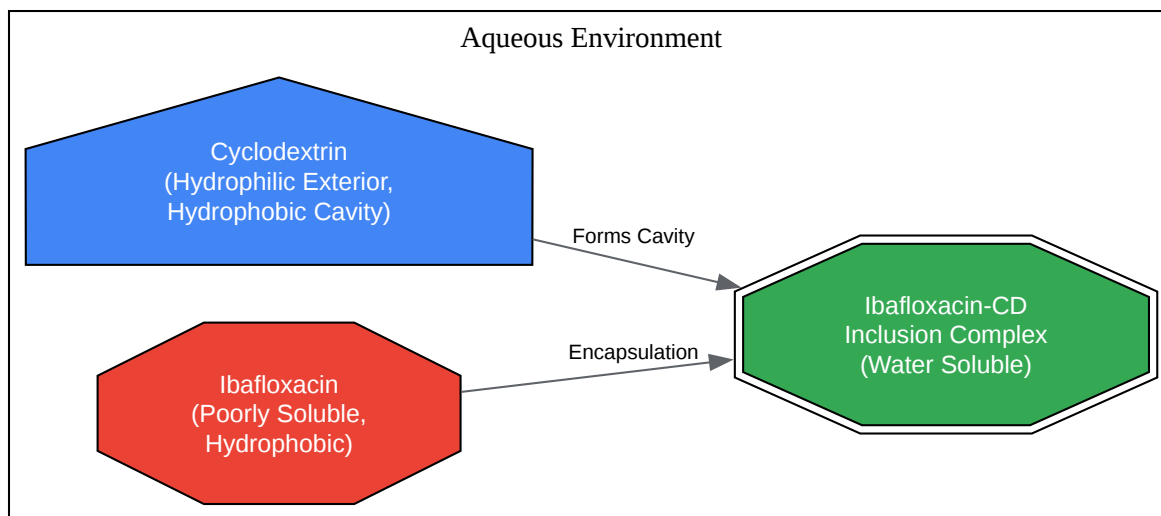 Aqueous Environment
Cyclodextrin
(Hydrophilic Exterior,
Hydrophobic Cavity)
Forms Cavity
Ibafloxacin
(Poorly Soluble,
Hydrophobic)
Encapsulation
Ibafloxacin-CD
Inclusion Complex
(Water Soluble)